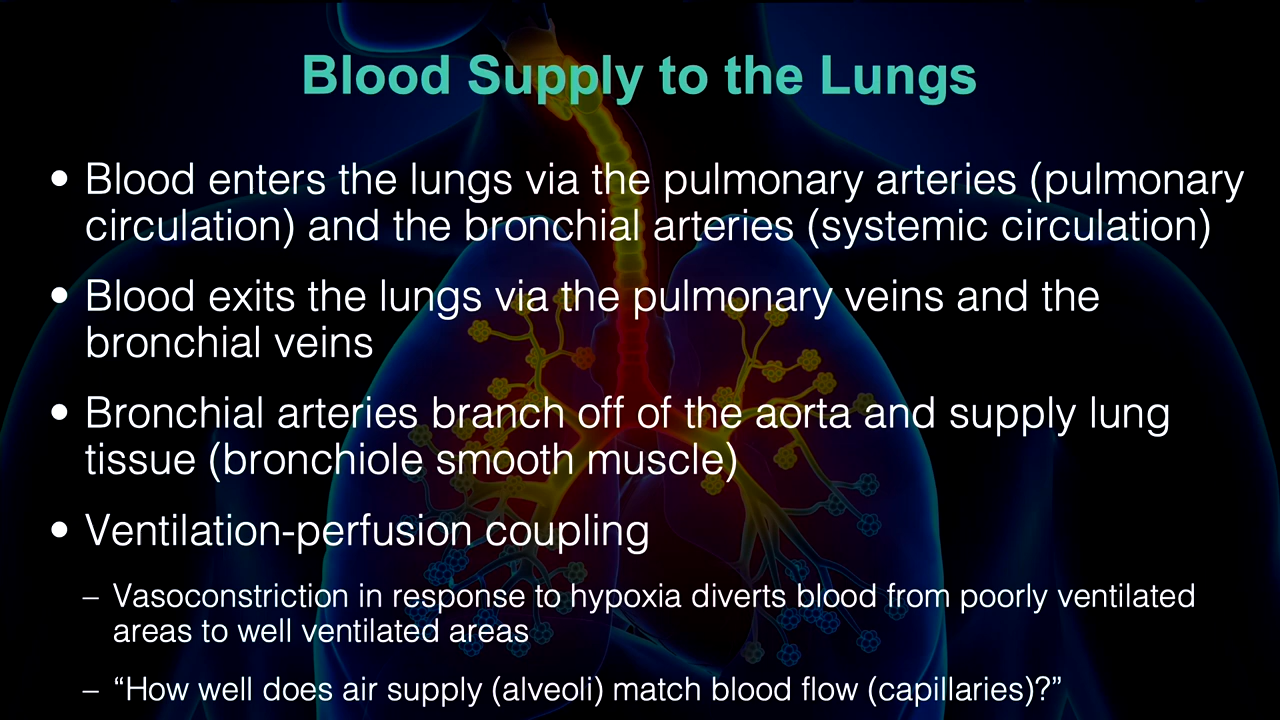 Blood Supply to the Lungs
• Blood enters the lungs via the pulmonary arteries (pulmonary
circulation) and the bronchial arteries (systemic circulation)
• Blood exits the lungs via the pulmonary veins and the
bronchial veins
• Bronchial arteries branch off of the aorta and supply lung
tissue (bronchiole smooth muscle)
• Ventilation-perfusion coupling
– Vasoconstriction in response to hypoxia diverts blood from poorly ventilated
areas to well ventilated areas
– “How well does air supply (alveoli) match blood flow (capillaries)?”